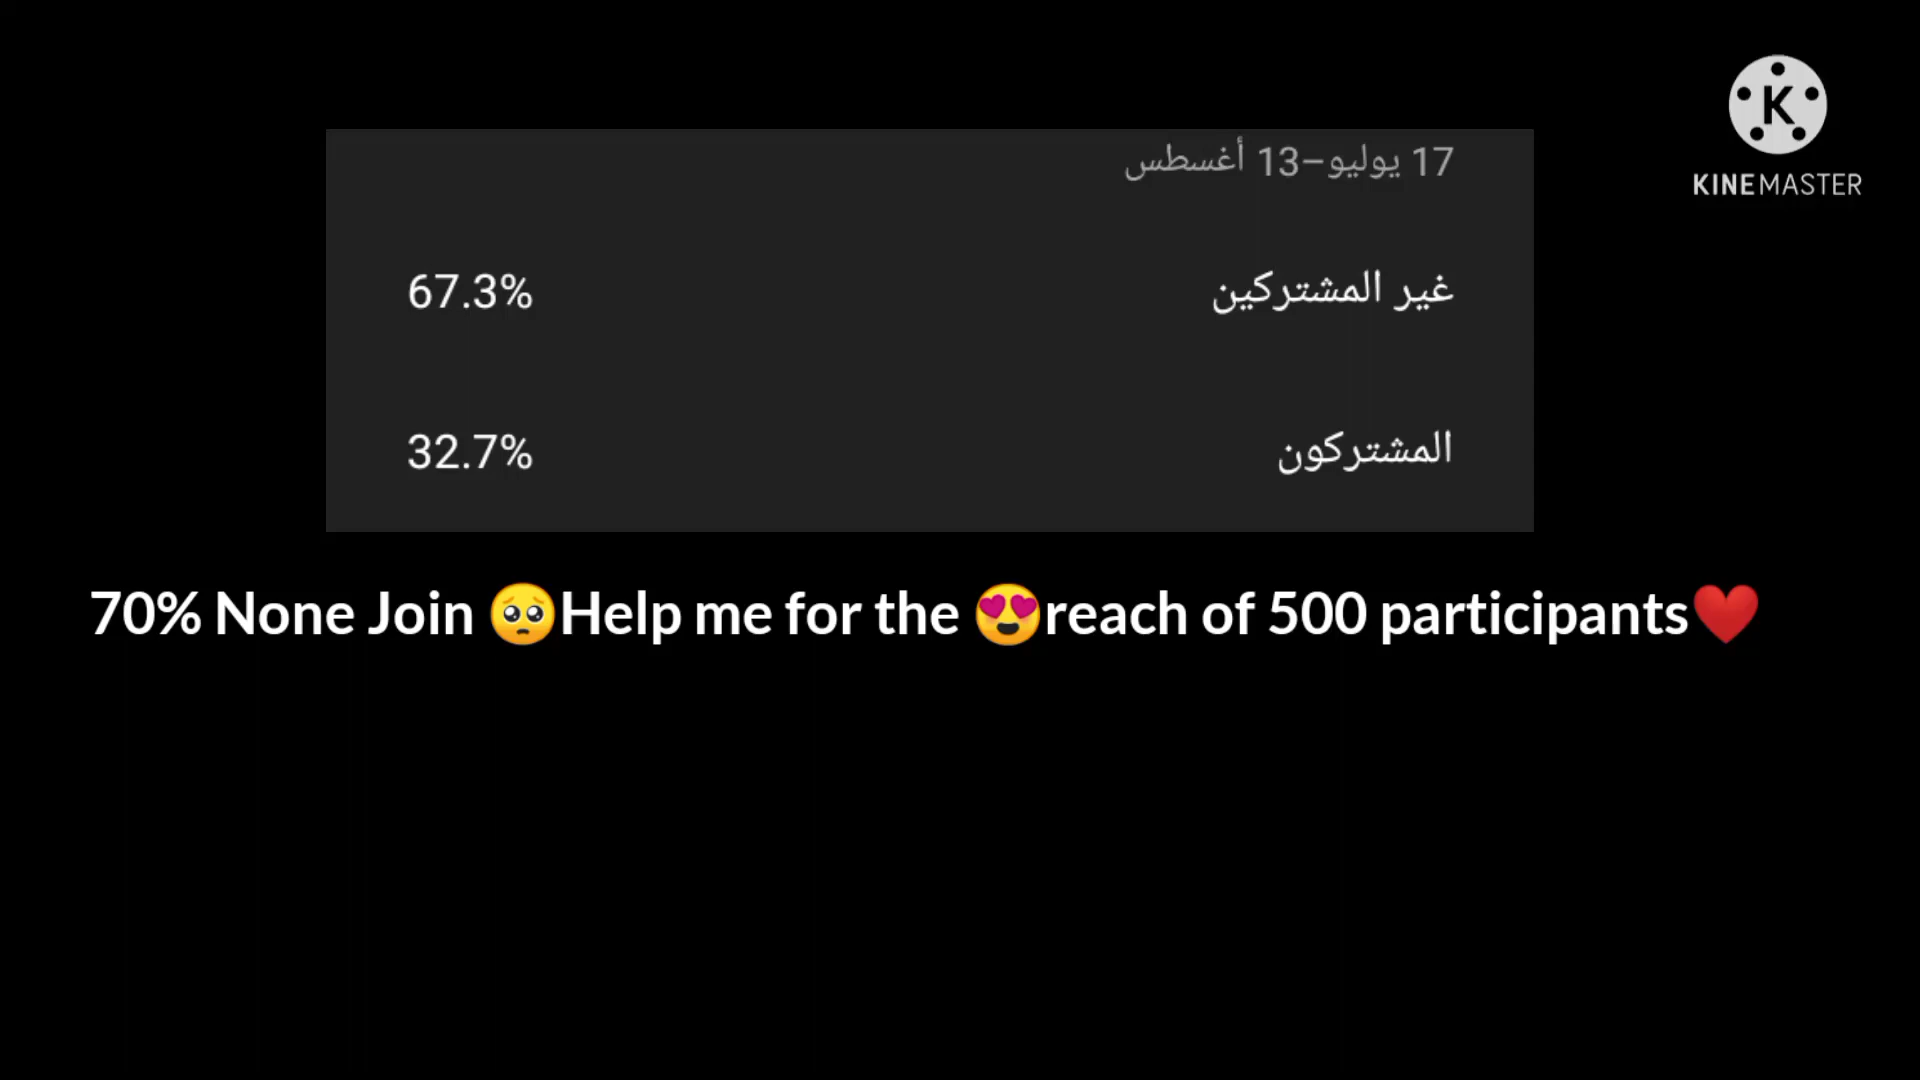 K
KINEMASTER
17 يوليو–13 أغسطس
غير المشتركين 67.3%
المشتركون 32.7%
70% None Join 🥺Help me for the 😍reach of 500 participants❤️